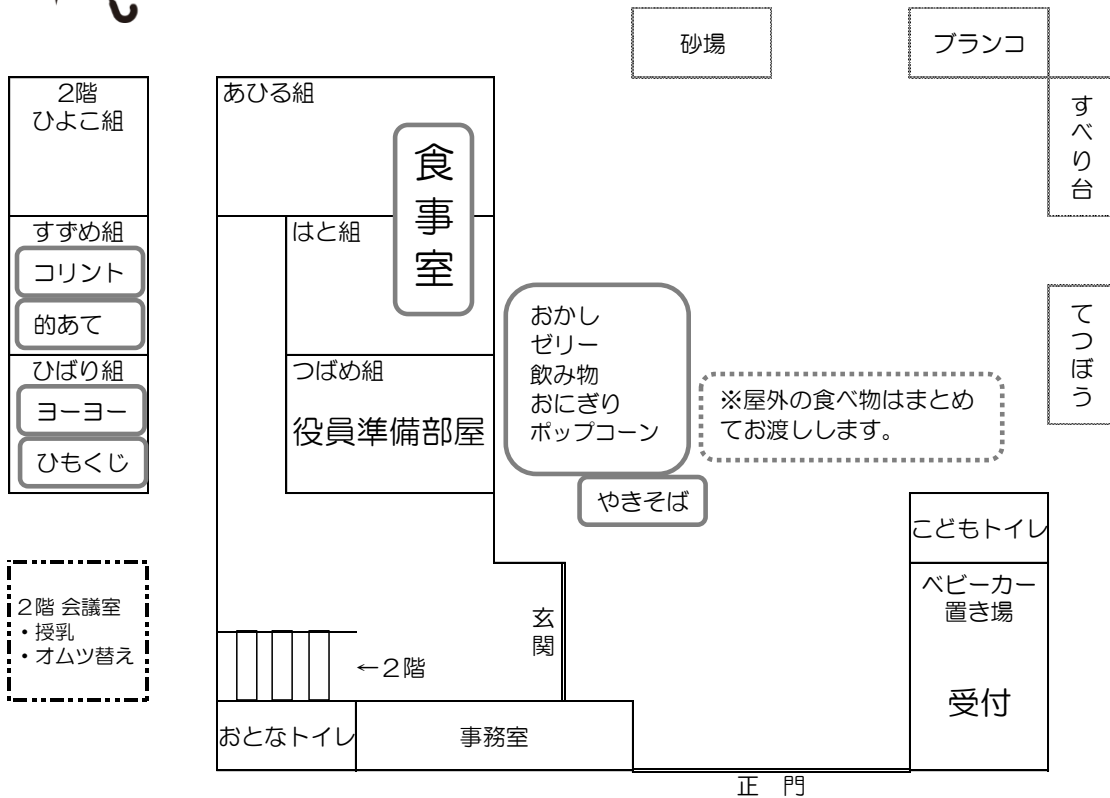 砂場
ブランコ
すべり台
てつぼう
2階
ひよこ組
すずめ組
コリント
的あて
ひばり組
ヨーヨー
ひもくじ
2階 会議室
・授乳
・オムツ替え
あひる組
食事室
はと組
つばめ組
役員準備部屋
おかし
ゼリー
飲み物
おにぎり
ポップコーン
※屋外の食べ物はまとめ
てお渡しします。
やきそば
こどもトイレ
ベビーカー
置き場
受付
玄関
←2階
おとなトイレ
事務室
正 門